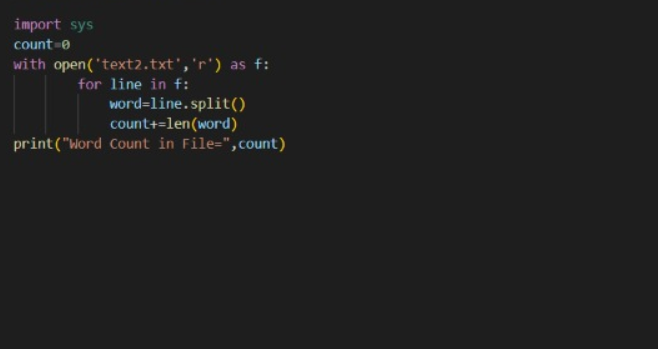 import sys
count=0
with open('text2.txt','r') as f:
        for line in f:
            word=line.split()
            count+=len(word)
print("Word Count in File=",count)